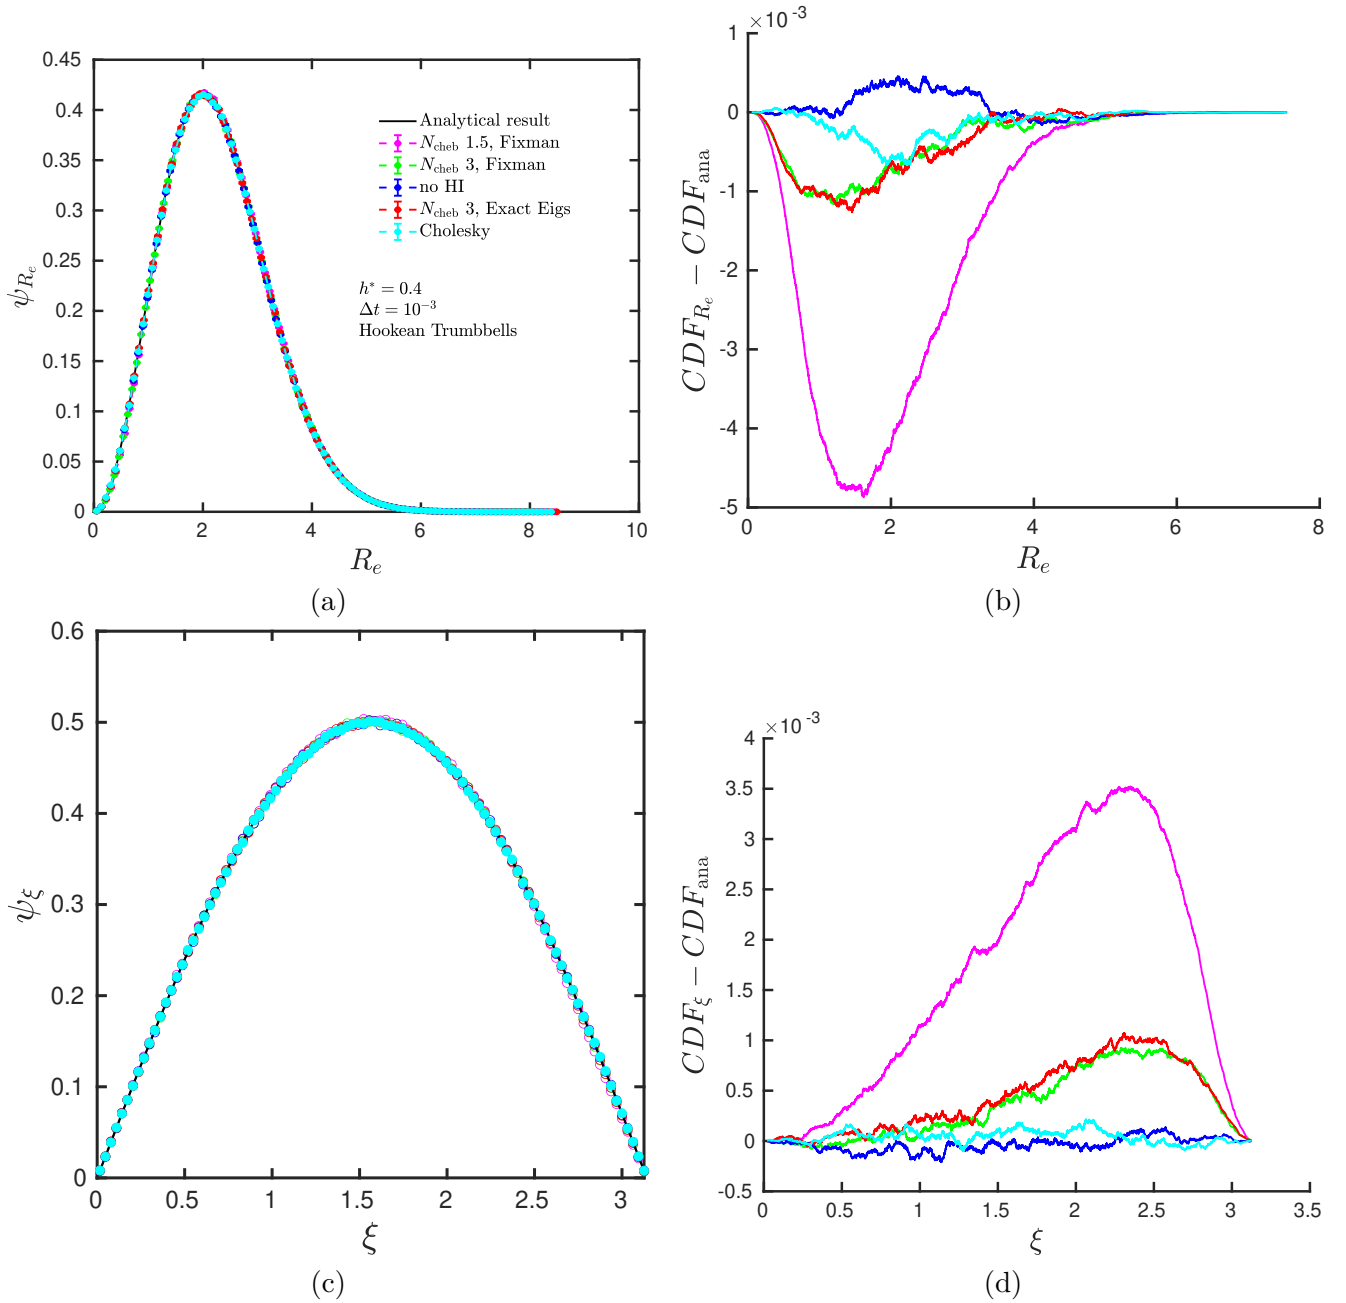 0.45
0.4
0.35
0.3
0.25
0.2
0.15
0.1
0.05
0
0 2 4 6 8 10
ψ_{R_e}
R_e
Analytical result
N_cheb 1.5, Fixman
N_cheb 3, Fixman
no HI
N_cheb 3, Exact Eigs
Cholesky
h* = 0.4
Δt = 10^{-3}
Hookean Trumbbells
(a)
×10^{-3}
1
0
-1
-2
-3
-4
-5
0 2 4 6 8
CDF_{R_e} − CDF_ana
R_e
(b)
0.6
0.5
0.4
0.3
0.2
0.1
0
0 0.5 1 1.5 2 2.5 3
ψ_ξ
ξ
(c)
×10^{-3}
4
3.5
3
2.5
2
1.5
1
0.5
0
-0.5
0 0.5 1 1.5 2 2.5 3 3.5
CDF_ξ − CDF_ana
ξ
(d)